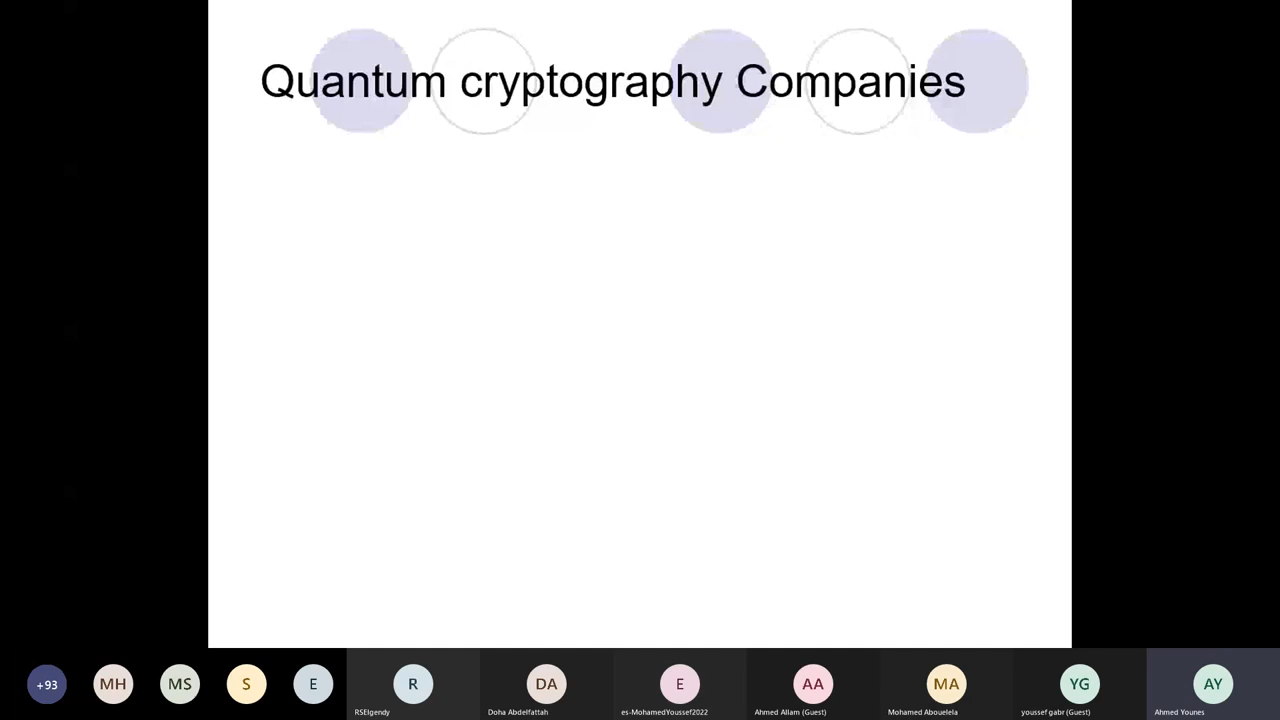 Quantum cryptography Companies
+93
MH
MS
S
E
R
DA
E
AA
MA
YG
AY
RSElgendy
Doha Abdelfattah
es-MohamedYoussef2022
Ahmed Allam (Guest)
Mohamed Abouelela
youssef gabr (Guest)
Ahmed Younes